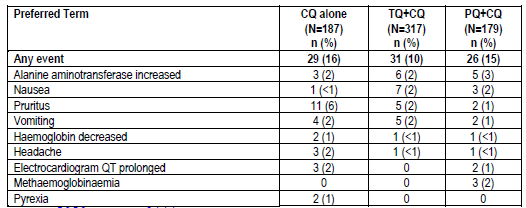 Preferred Term CQ alone TQ+CQ PQ+CQ
(N=187) (N=317) (N=179)
n (%) n (%) n (%)
Any event 29 (16) 31 (10) 26 (15)
Alanine aminotransferase increased 3 (2) 6 (2) 5 (3)
Nausea 1 (<1) 7 (2) 3 (2)
Pruritus 11 (6) 5 (2) 2 (1)
Vomiting 4 (2) 5 (2) 2 (1)
Haemoglobin decreased 2 (1) 1 (<1) 1 (<1)
Headache 3 (2) 1 (<1) 1 (<1)
Electrocardiogram QT prolonged 3 (2) 0 2 (1)
Methaemoglobinaemia 0 0 3 (2)
Pyrexia 2 (1) 0 0